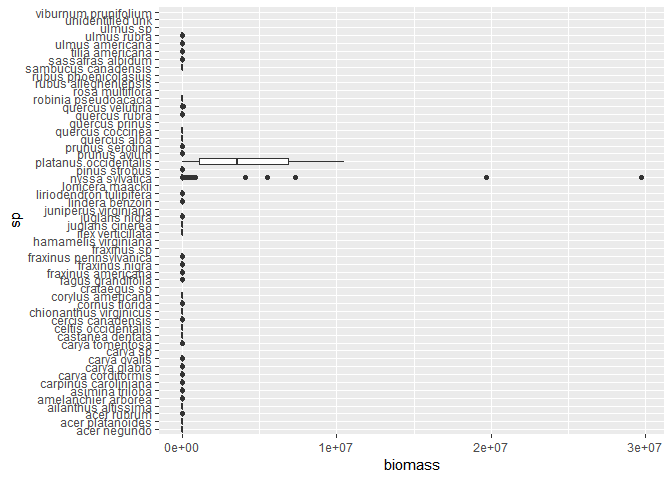 viburnum prunifolium
unidentified unk
ulmus sp
ulmus rubra
ulmus americana
tilia americana
sassafras albidum
sambucus canadensis
rubus phoenicolasius
rubus allegheniensis
rosa multiflora
robinia pseudoacacia
quercus velutina
quercus rubra
quercus prinus
quercus coccinea
quercus alba
prunus serotina
prunus avium
platanus occidentalis
pinus strobus
nyssa sylvatica
lonicera maackii
liriodendron tulipifera
lindera benzoin
juniperus virginiana
juglans nigra
juglans cinerea
ilex verticillata
hamamelis virginiana
fraxinus sp
fraxinus pennsylvanica
fraxinus nigra
fraxinus americana
fagus grandifolia
crataegus sp
corylus americana
cornus florida
chionanthus virginicus
cercis canadensis
celtis occidentalis
castanea dentata
carya tomentosa
carya sp
carya ovalis
carya glabra
carya cordiformis
carpinus caroliniana
asimina triloba
amelanchier arborea
ailanthus altissima
acer rubrum
acer platanoides
acer negundo
sp
0e+00 1e+07 2e+07 3e+07
biomass